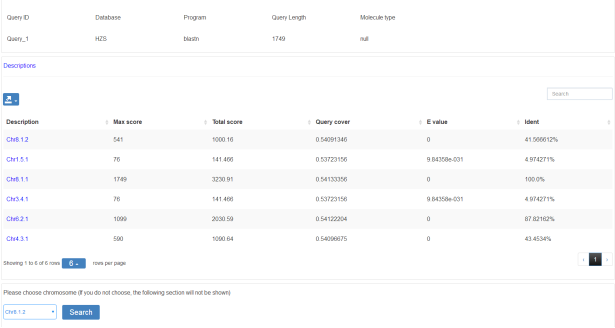 Query ID Database Program Query Length Molecule type
Query_1 HZS blastn 1749 null
Descriptions
Search
Description Max score Total score Query cover E value Ident
Chr8.1.2 541 1000.16 0.54091346 0 41.566612%
Chr1.5.1 76 141.466 0.53723156 9.84358e-031 4.974271%
Chr8.1.1 1749 3230.91 0.54133356 0 100.0%
Chr3.4.1 76 141.466 0.53723156 9.84358e-031 4.974271%
Chr6.2.1 1099 2030.59 0.54122204 0 87.82162%
Chr4.3.1 590 1090.64 0.54096675 0 43.4534%
Showing 1 to 6 of 6 rows 6 rows per page ‹ 1 ›
Please choose chromosome (If you do not choose, the following section will not be shown)
Chr8.1.2 Search